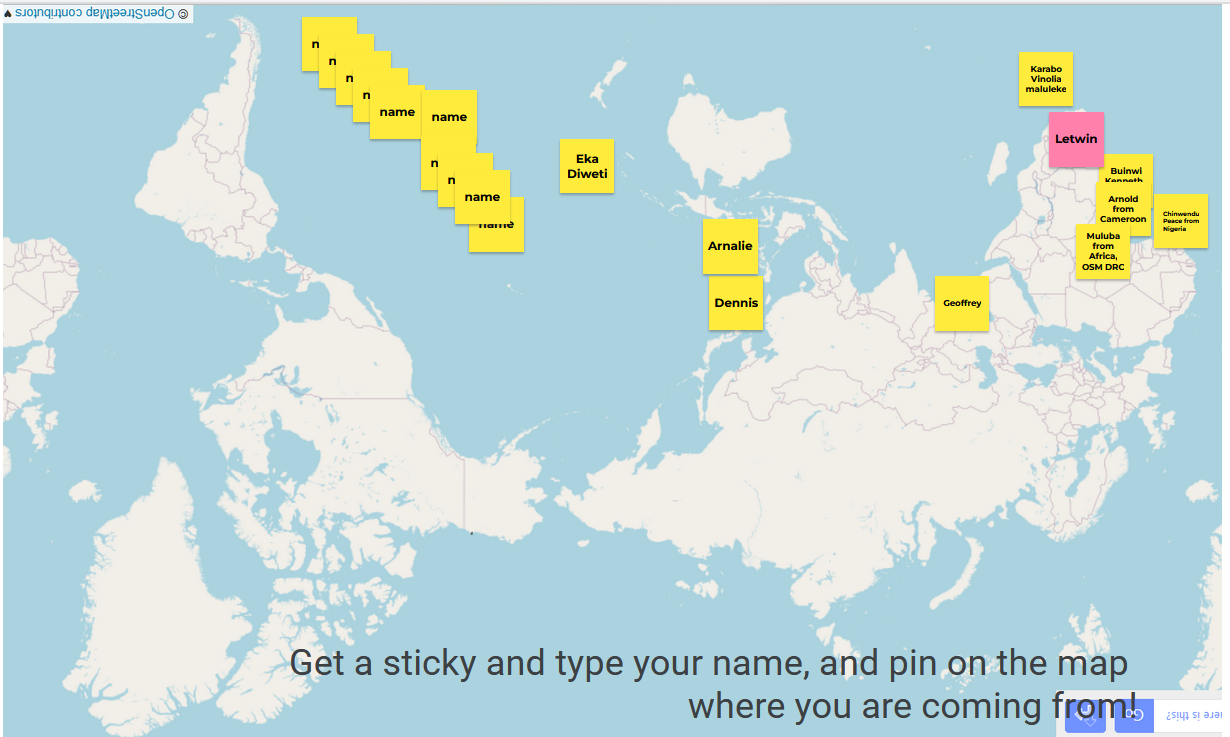 © OpenStreetMap contributors ♥
n
n
n
n
name
name
n
n
name
name
Eka
Diweti
Arnalie
Dennis
Geoffrey
Karabo
Vinolia
maluleke
Letwin
Buinwi
Kenneth
Arnold
from
Cameroon
Chinwendu
Peace from
Nigeria
Muluba
from
Africa,
OSM DRC
Get a sticky and type your name, and pin on the map
where you are coming from!
Go
here is this?